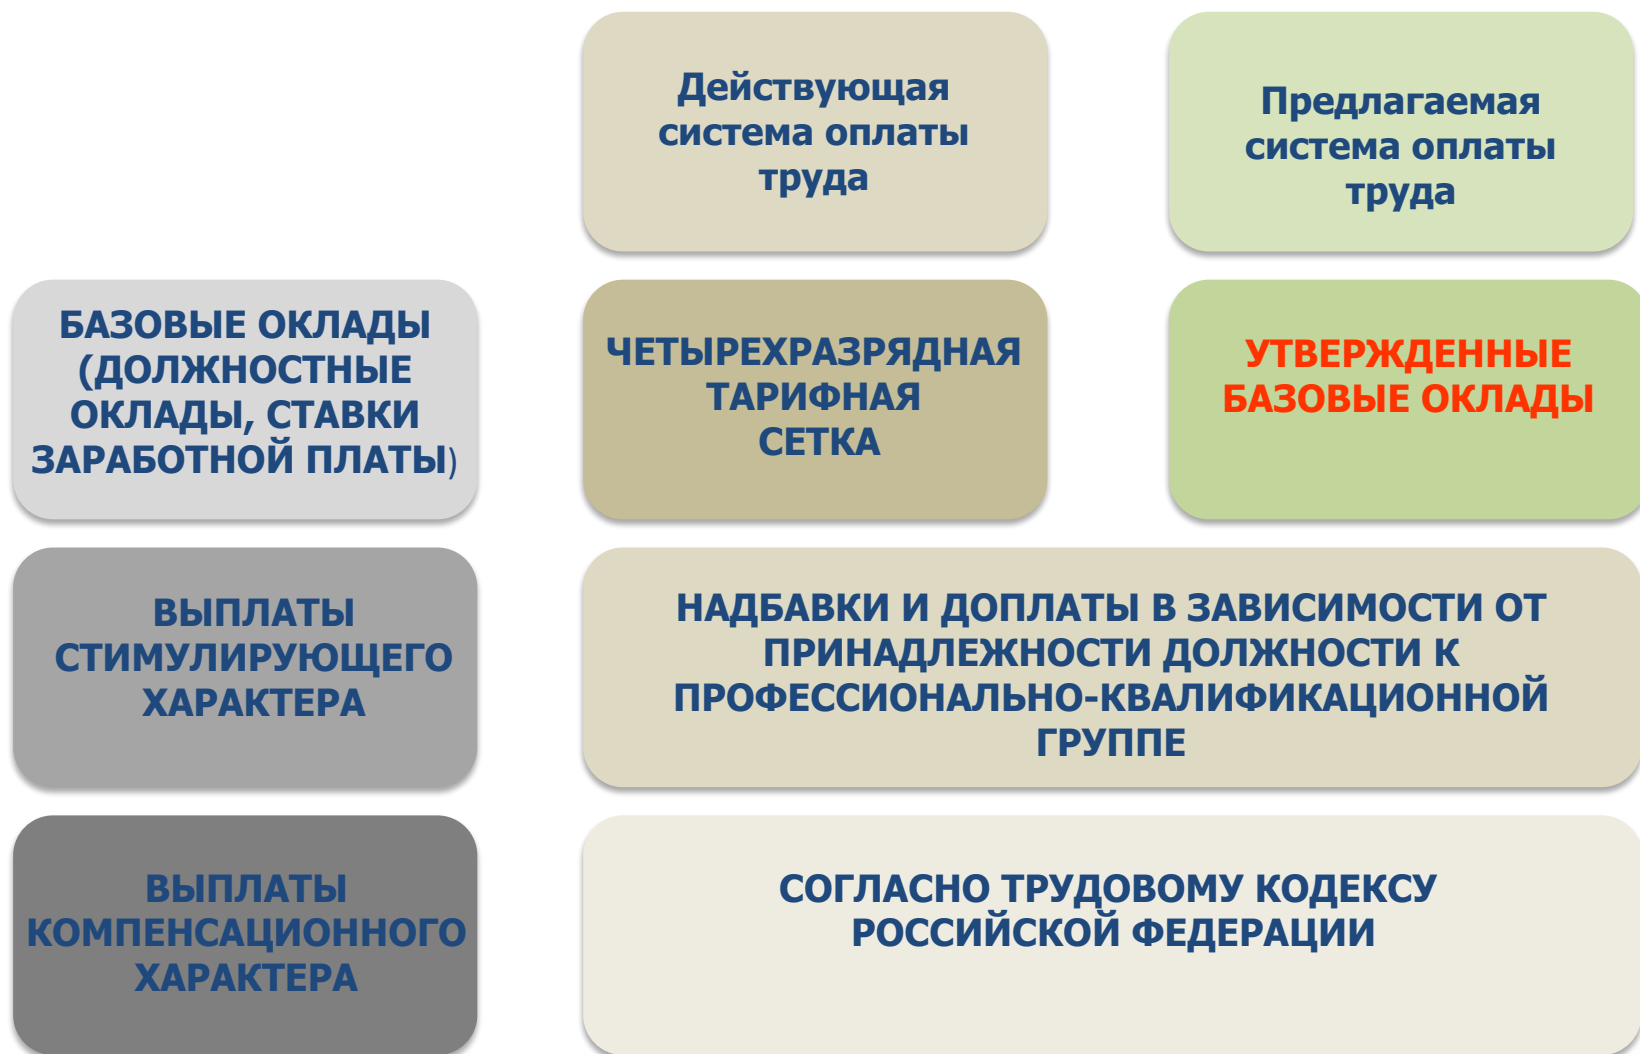 Действующая
система оплаты
труда
Предлагаемая
система оплаты
труда
БАЗОВЫЕ ОКЛАДЫ
(ДОЛЖНОСТНЫЕ
ОКЛАДЫ, СТАВКИ
ЗАРАБОТНОЙ ПЛАТЫ)
ЧЕТЫРЕХРАЗРЯДНАЯ
ТАРИФНАЯ
СЕТКА
УТВЕРЖДЕННЫЕ
БАЗОВЫЕ ОКЛАДЫ
ВЫПЛАТЫ
СТИМУЛИРУЮЩЕГО
ХАРАКТЕРА
НАДБАВКИ И ДОПЛАТЫ В ЗАВИСИМОСТИ ОТ
ПРИНАДЛЕЖНОСТИ ДОЛЖНОСТИ К
ПРОФЕССИОНАЛЬНО-КВАЛИФИКАЦИОННОЙ
ГРУППЕ
ВЫПЛАТЫ
КОМПЕНСАЦИОННОГО
ХАРАКТЕРА
СОГЛАСНО ТРУДОВОМУ КОДЕКСУ
РОССИЙСКОЙ ФЕДЕРАЦИИ